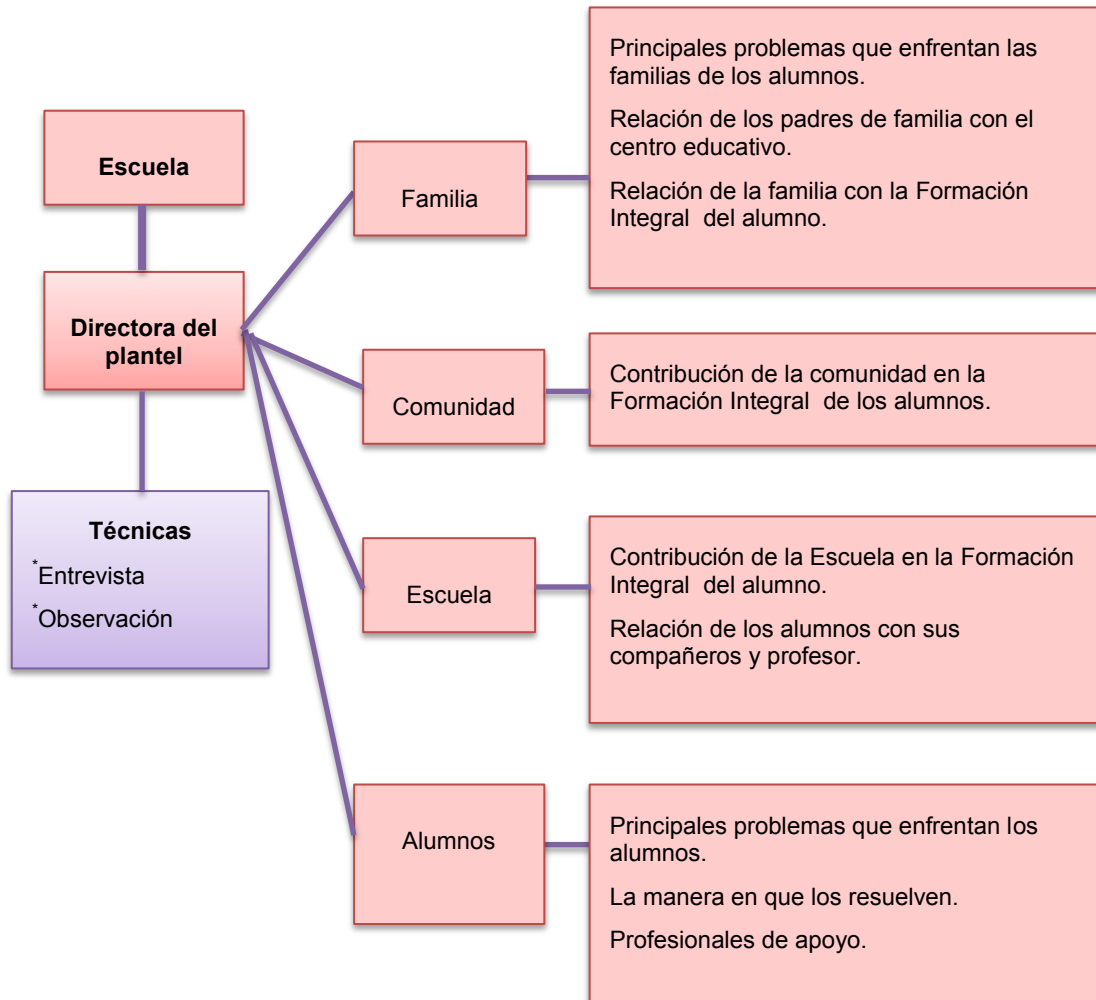 Escuela
Directora del
plantel
Técnicas
*Entrevista
*Observación
Familia
Principales problemas que enfrentan las
familias de los alumnos.
Relación de los padres de familia con el
centro educativo.
Relación de la familia con la Formación
Integral del alumno.
Comunidad
Contribución de la comunidad en la
Formación Integral de los alumnos.
Escuela
Contribución de la Escuela en la Formación
Integral del alumno.
Relación de los alumnos con sus
compañeros y profesor.
Alumnos
Principales problemas que enfrentan los
alumnos.
La manera en que los resuelven.
Profesionales de apoyo.